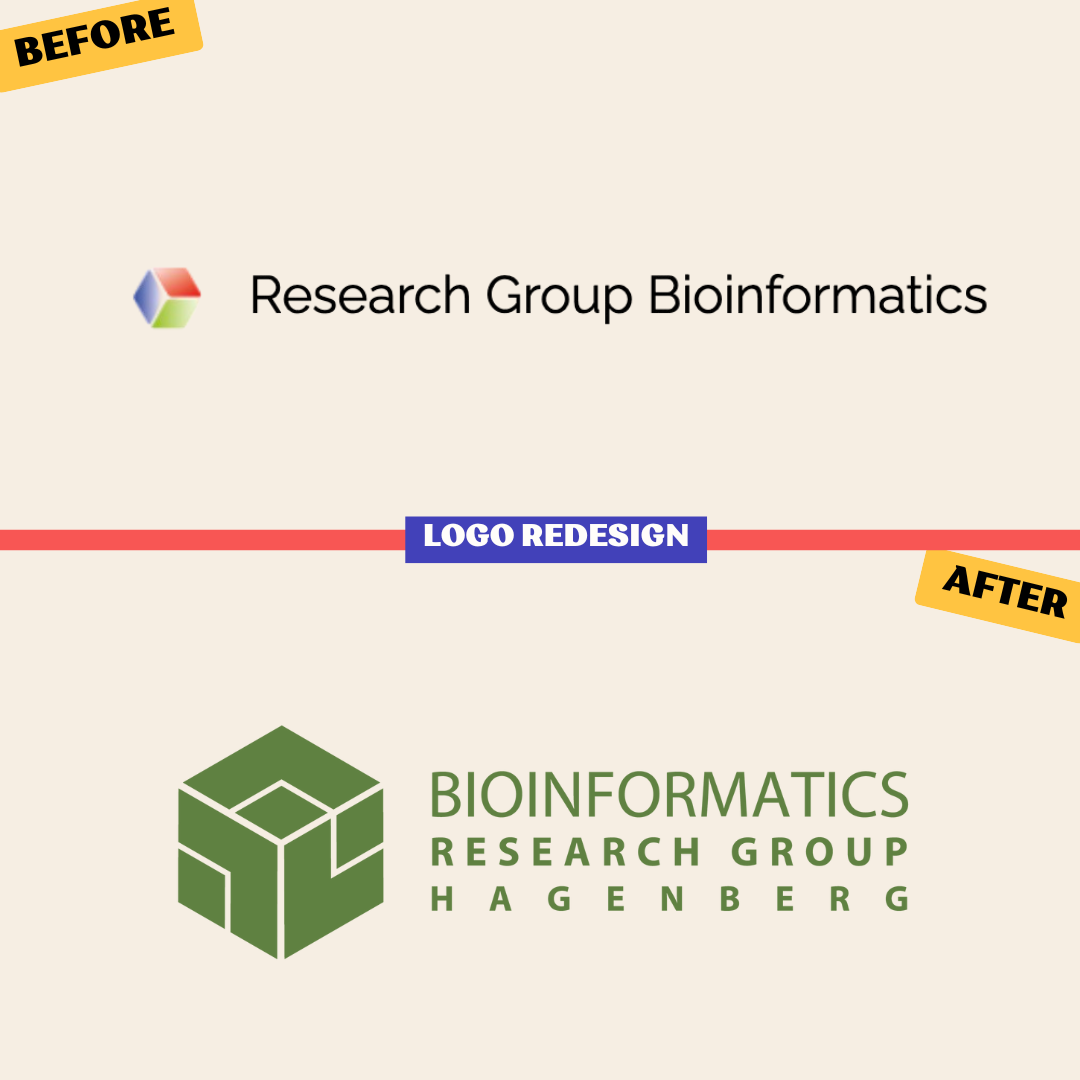 BEFORE
Research Group Bioinformatics
LOGO REDESIGN
AFTER
BIOINFORMATICS
RESEARCH GROUP
HAGENBERG